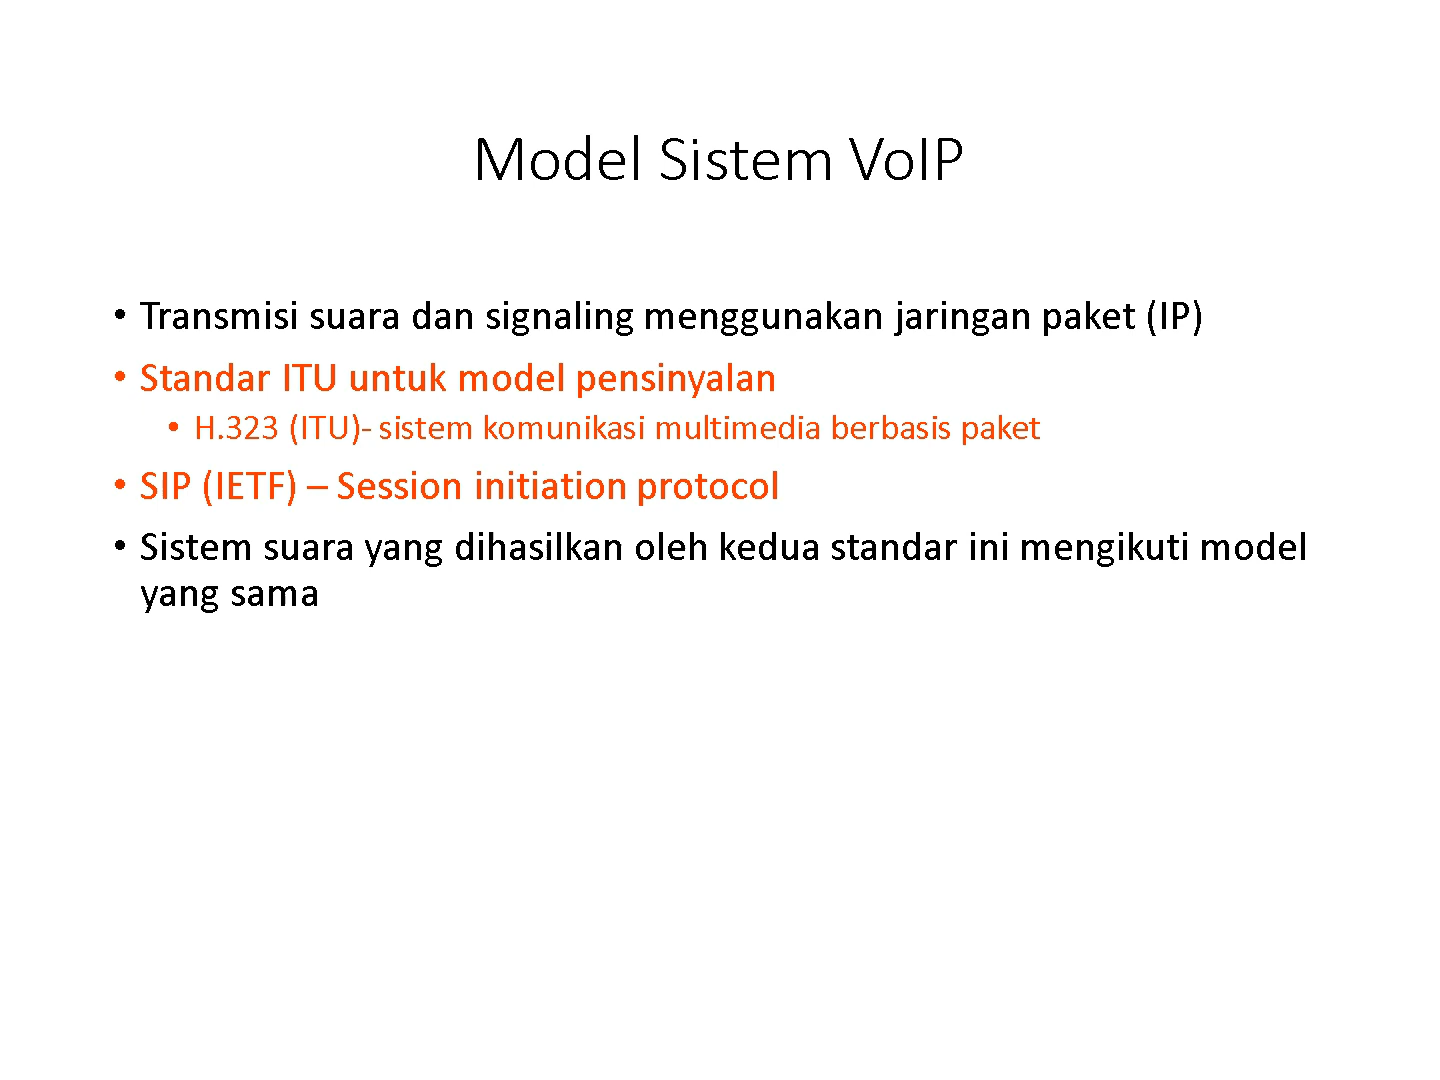 Model Sistem VoIP
• Transmisi suara dan signaling menggunakan jaringan paket (IP)
• Standar ITU untuk model pensinyalan
• H.323 (ITU)- sistem komunikasi multimedia berbasis paket
• SIP (IETF) – Session initiation protocol
• Sistem suara yang dihasilkan oleh kedua standar ini mengikuti model
yang sama